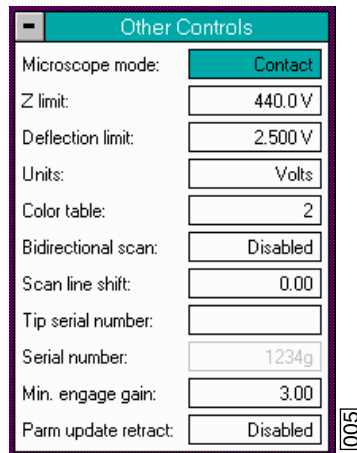 Other Controls
Microscope mode: Contact
Z limit: 440.0 V
Deflection limit: 2.500 V
Units: Volts
Color table: 2
Bidirectional scan: Disabled
Scan line shift: 0.00
Tip serial number:
Serial number: 1234g
Min. engage gain: 3.00
Parm update retract: Disabled
005